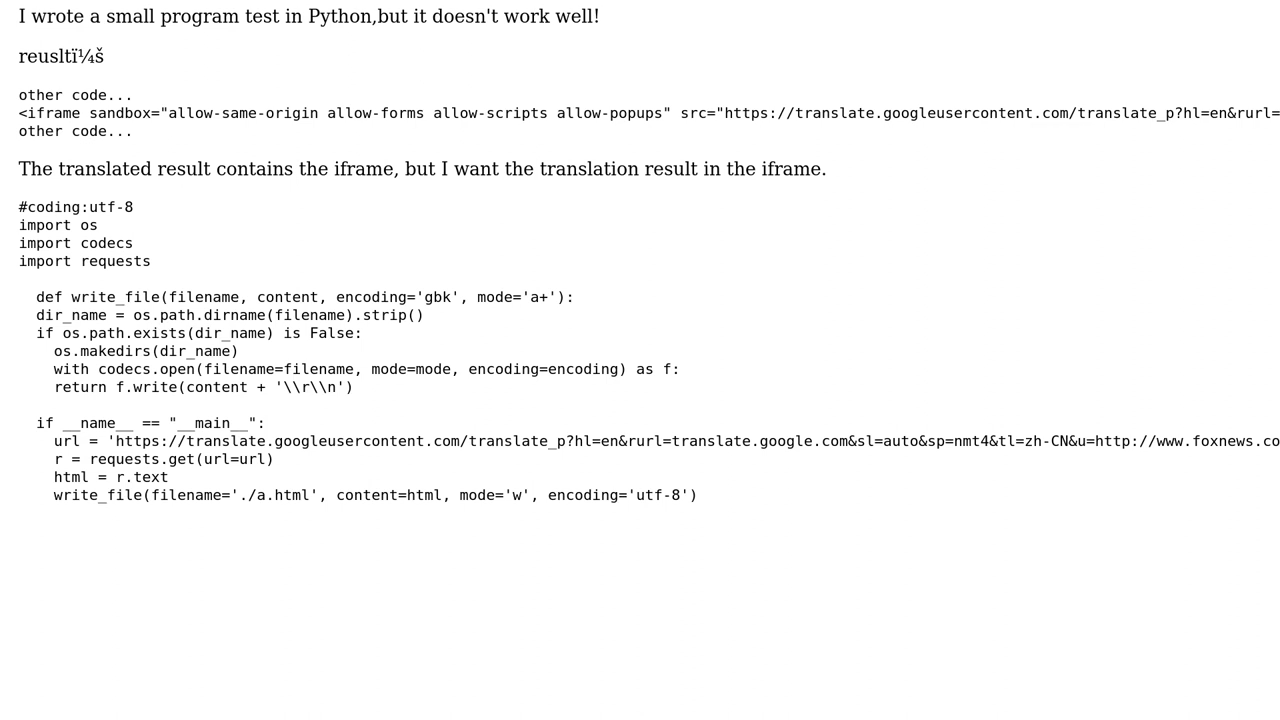 I wrote a small program test in Python,but it doesn't work well!
reusltï¼š
other code...
<iframe sandbox="allow-same-origin allow-forms allow-scripts allow-popups" src="https://translate.googleusercontent.com/translate_p?hl=en&rurl=
other code...
The translated result contains the iframe, but I want the translation result in the iframe.
#coding:utf-8
import os
import codecs
import requests
def write_file(filename, content, encoding='gbk', mode='a+'):
dir_name = os.path.dirname(filename).strip()
if os.path.exists(dir_name) is False:
os.makedirs(dir_name)
with codecs.open(filename=filename, mode=mode, encoding=encoding) as f:
return f.write(content + '\\r\\n')
if __name__ == "__main__":
url = 'https://translate.googleusercontent.com/translate_p?hl=en&rurl=translate.google.com&sl=auto&sp=nmt4&tl=zh-CN&u=http://www.foxnews.co
r = requests.get(url=url)
html = r.text
write_file(filename='./a.html', content=html, mode='w', encoding='utf-8')